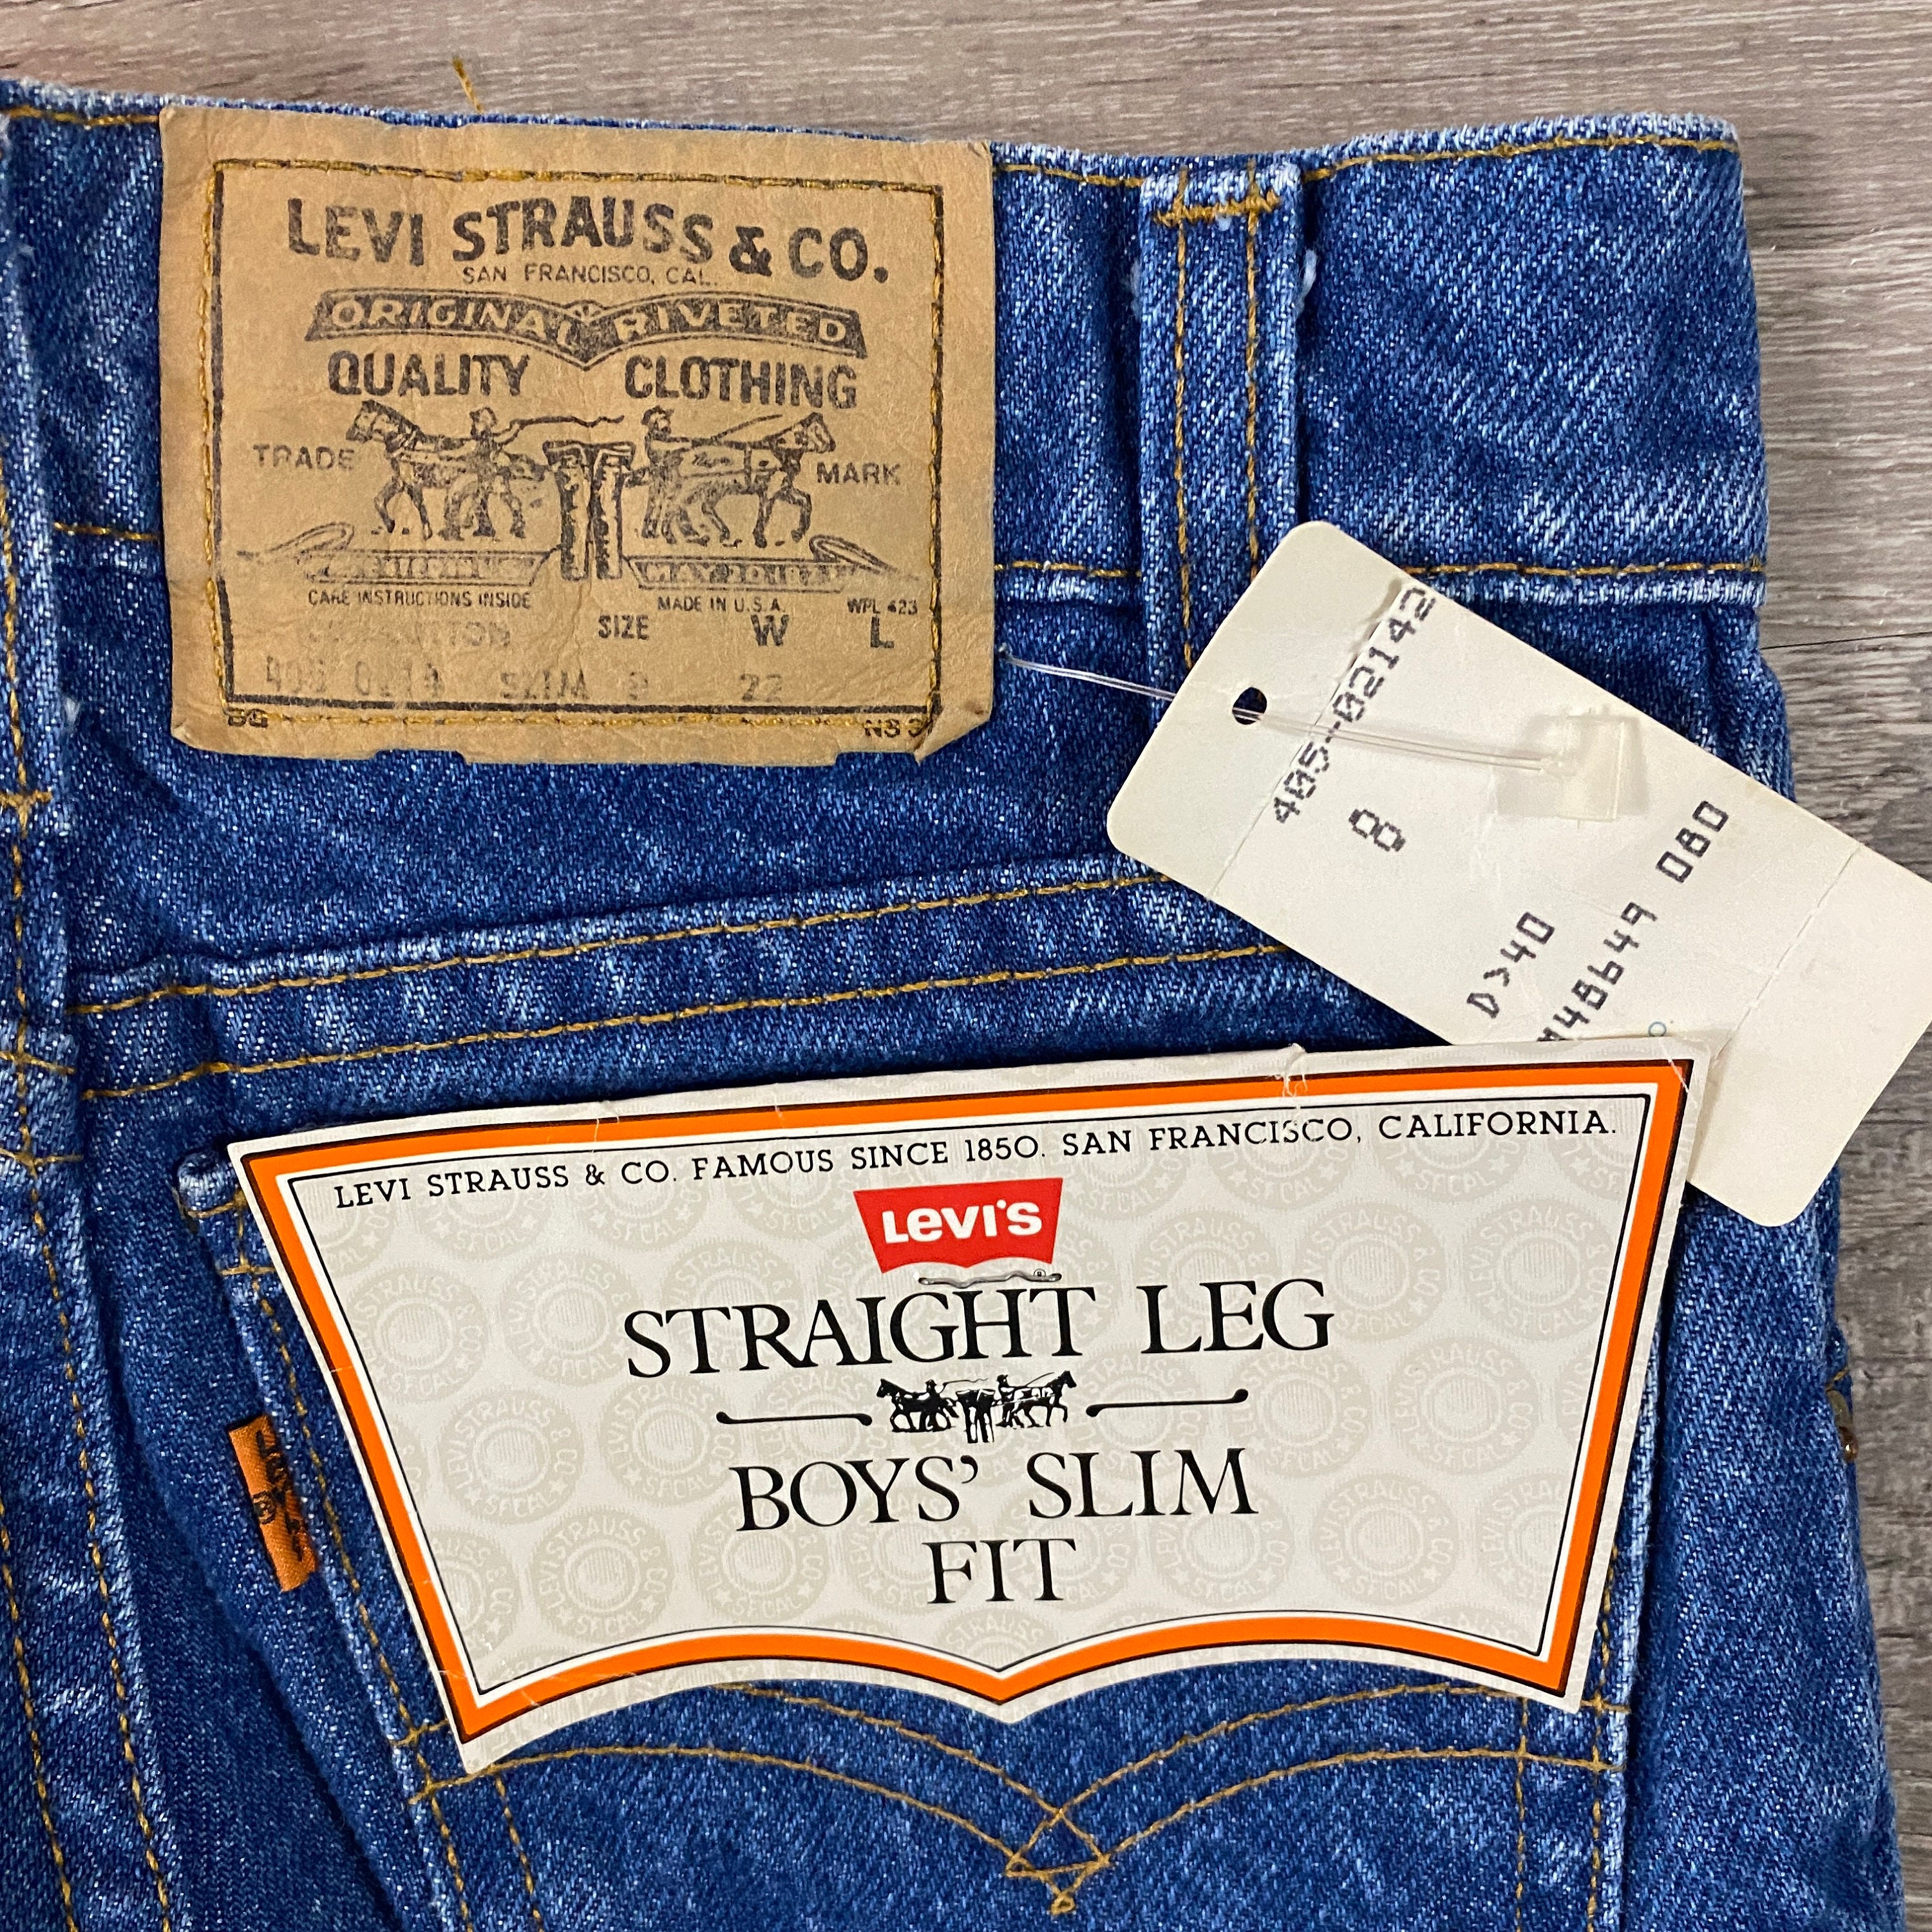 LEVI STRAUSS & CO.
SAN FRANCISCO, CAL.
ORIGINAL RIVETED
QUALITY CLOTHING
TRADE MARK
CARE INSTRUCTIONS INSIDE MADE IN U.S.A. WPL 423
SIZE W L
SLIM 22
405-02142
8
D>40
080
LEVI STRAUSS & CO. FAMOUS SINCE 1850. SAN FRANCISCO, CALIFORNIA.
LEVI'S
STRAIGHT LEG
BOYS' SLIM
FIT